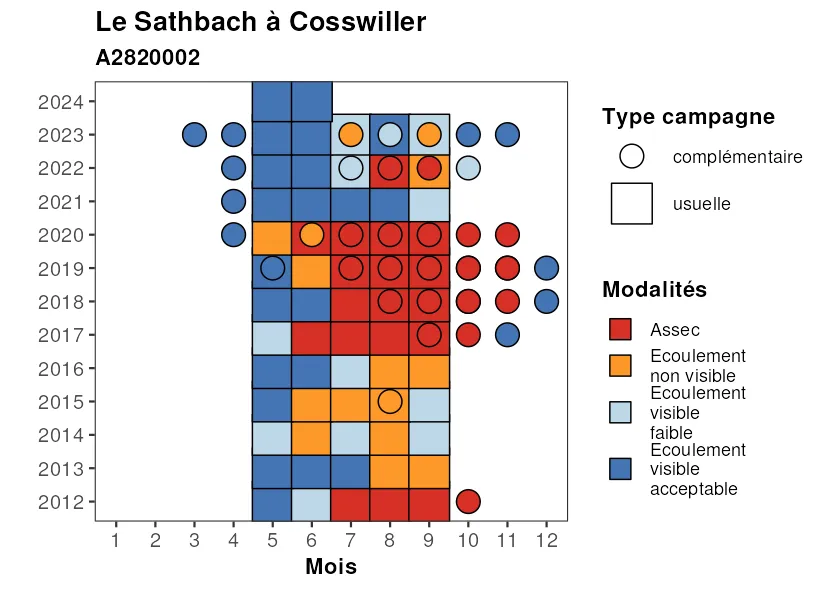 Le Sathbach à Cosswiller
A2820002
2024
2023
2022
2021
2020
2019
2018
2017
2016
2015
2014
2013
2012
1 2 3 4 5 6 7 8 9 10 11 12
Mois
Type campagne
complémentaire
usuelle
Modalités
Assec
Ecoulement
non visible
Ecoulement
visible
faible
Ecoulement
visible
acceptable